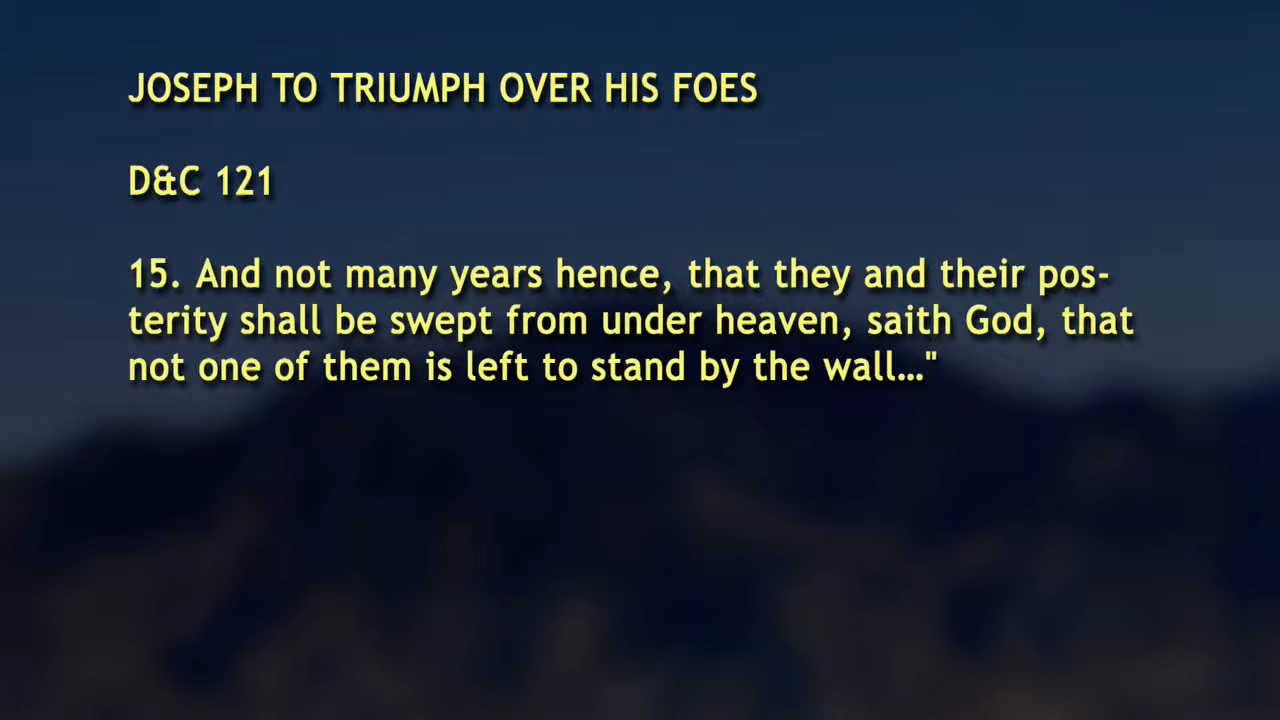 JOSEPH TO TRIUMPH OVER HIS FOES
D&C 121
15. And not many years hence, that they and their pos-
terity shall be swept from under heaven, saith God, that
not one of them is left to stand by the wall..."